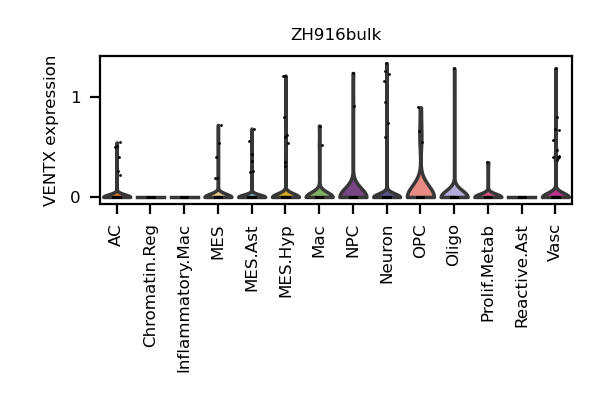 ZH916bulk
VENTX expression
1
0
AC
Chromatin.Reg
Inflammatory.Mac
MES
MES.Ast
MES.Hyp
Mac
NPC
Neuron
OPC
Oligo
Prolif.Metab
Reactive.Ast
Vasc